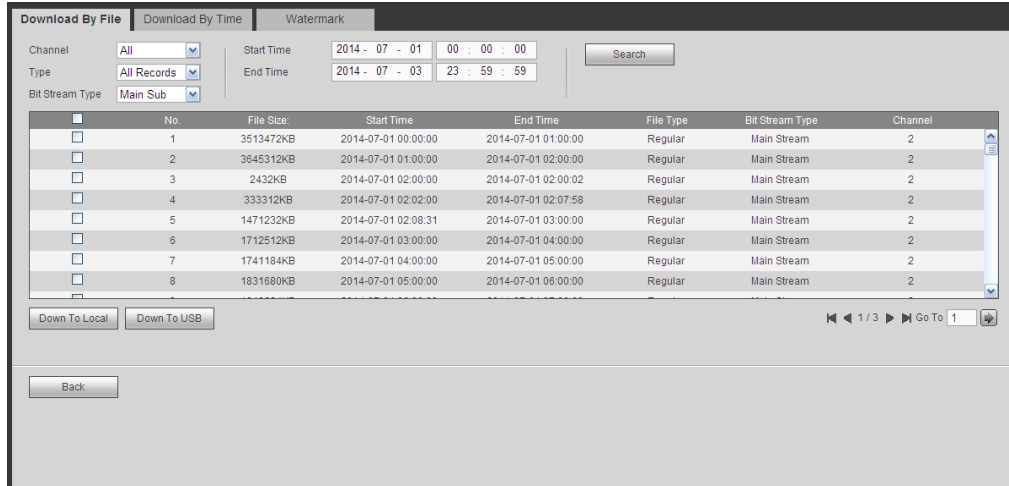 Download By File Download By Time Watermark
Channel All Start Time 2014 - 07 - 01 00 : 00 : 00 Search
Type All Records End Time 2014 - 07 - 03 23 : 59 : 59
Bit Stream Type Main Sub
No. File Size: Start Time End Time File Type Bit Stream Type Channel
1 3513472KB 2014-07-01 00:00:00 2014-07-01 01:00:00 Regular Main Stream 2
2 3645312KB 2014-07-01 01:00:00 2014-07-01 02:00:00 Regular Main Stream 2
3 2432KB 2014-07-01 02:00:00 2014-07-01 02:00:02 Regular Main Stream 2
4 333312KB 2014-07-01 02:02:00 2014-07-01 02:07:58 Regular Main Stream 2
5 1471232KB 2014-07-01 02:08:31 2014-07-01 03:00:00 Regular Main Stream 2
6 1712512KB 2014-07-01 03:00:00 2014-07-01 04:00:00 Regular Main Stream 2
7 1741184KB 2014-07-01 04:00:00 2014-07-01 05:00:00 Regular Main Stream 2
8 1831680KB 2014-07-01 05:00:00 2014-07-01 06:00:00 Regular Main Stream 2
Down To Local Down To USB 1 / 3 Go To 1
Back